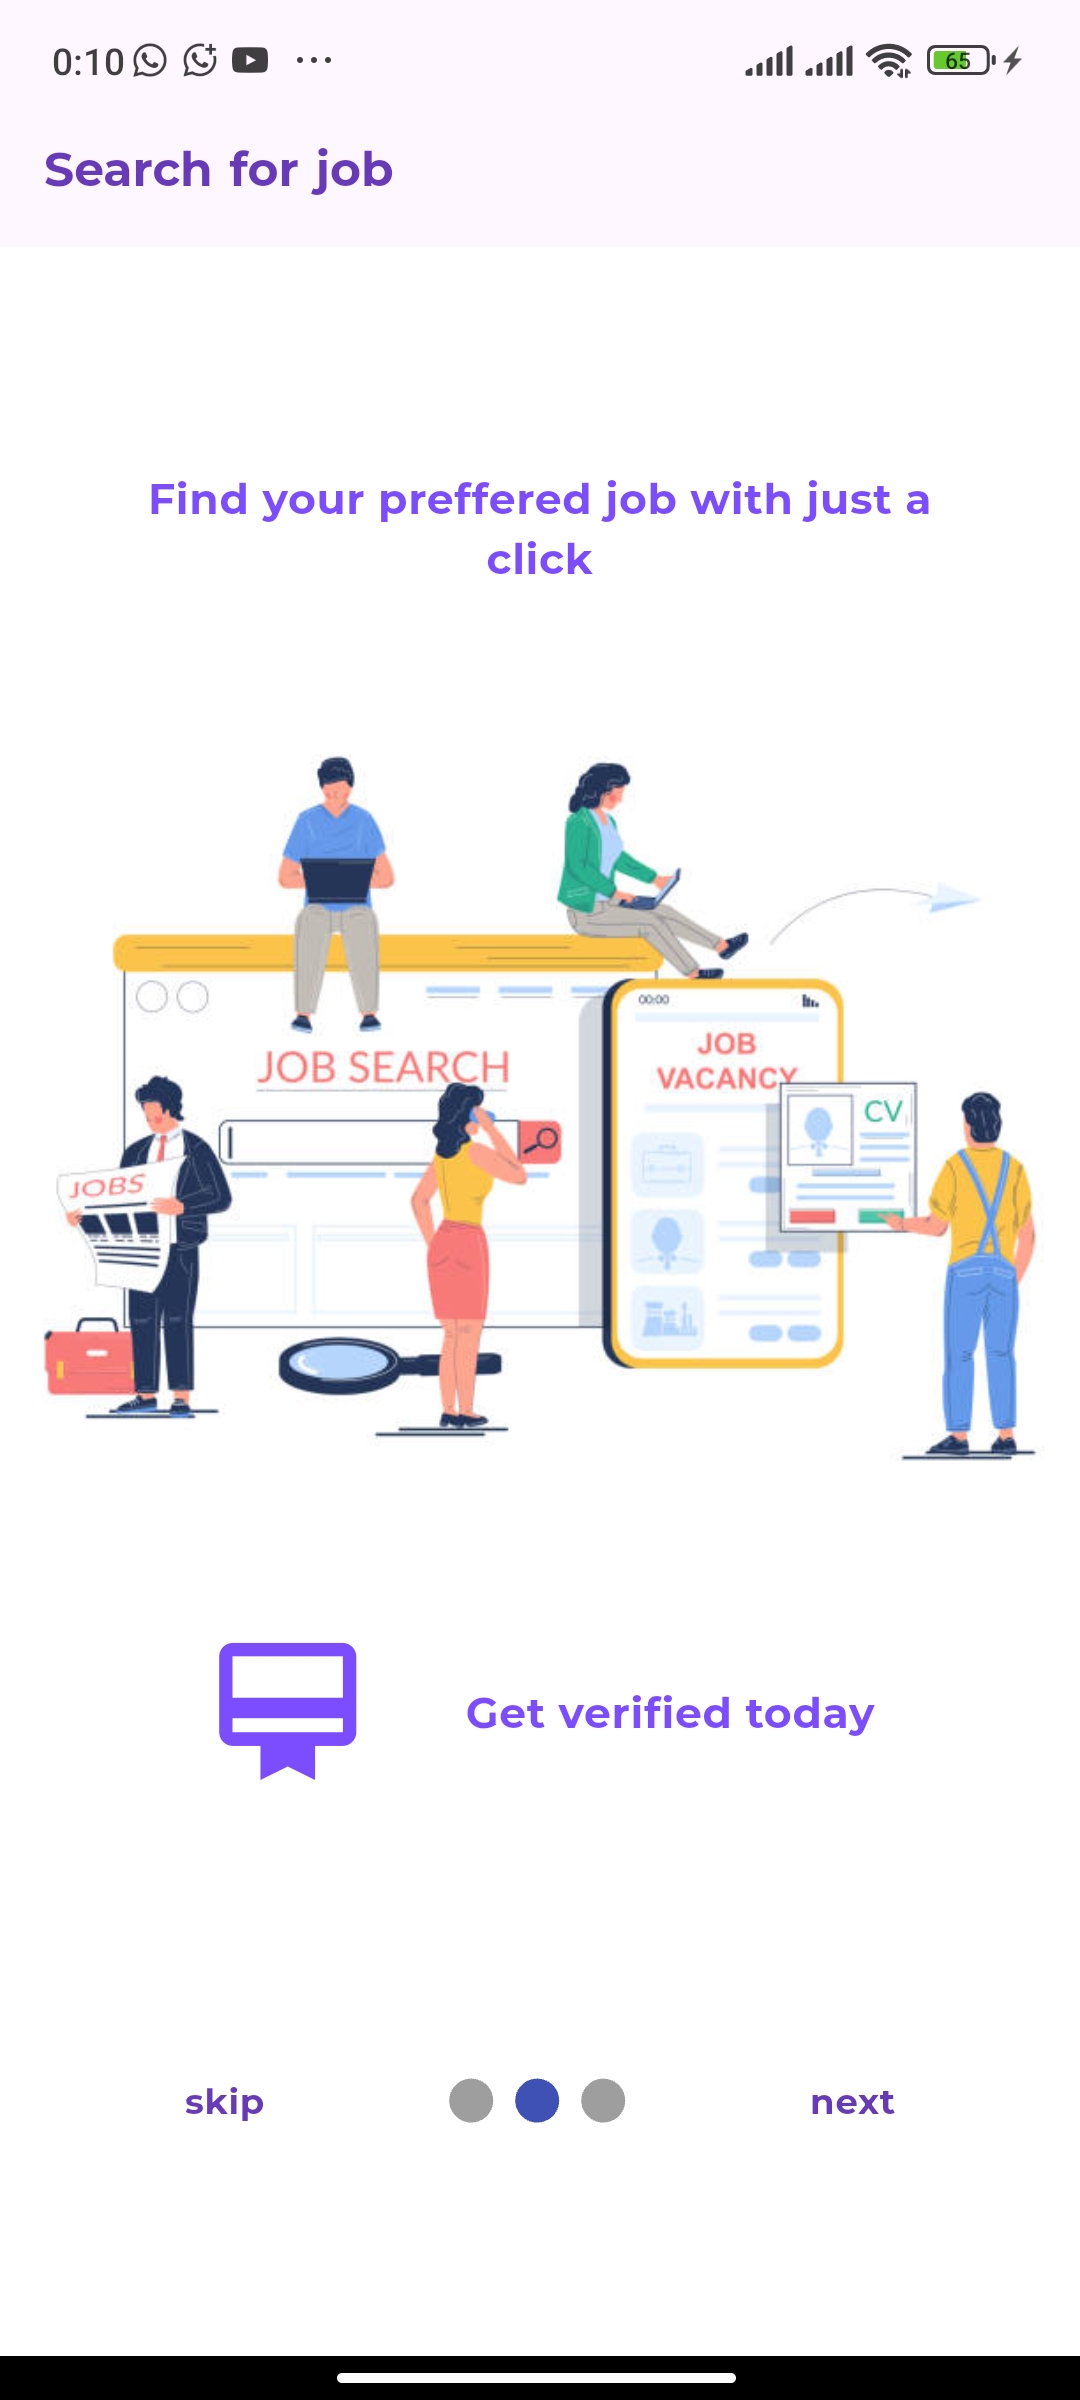 0:10
65
Search for job
Find your preffered job with just a
click
00:00
JOB SEARCH
JOB
VACANCY
CV
JOBS
Get verified today
skip
next